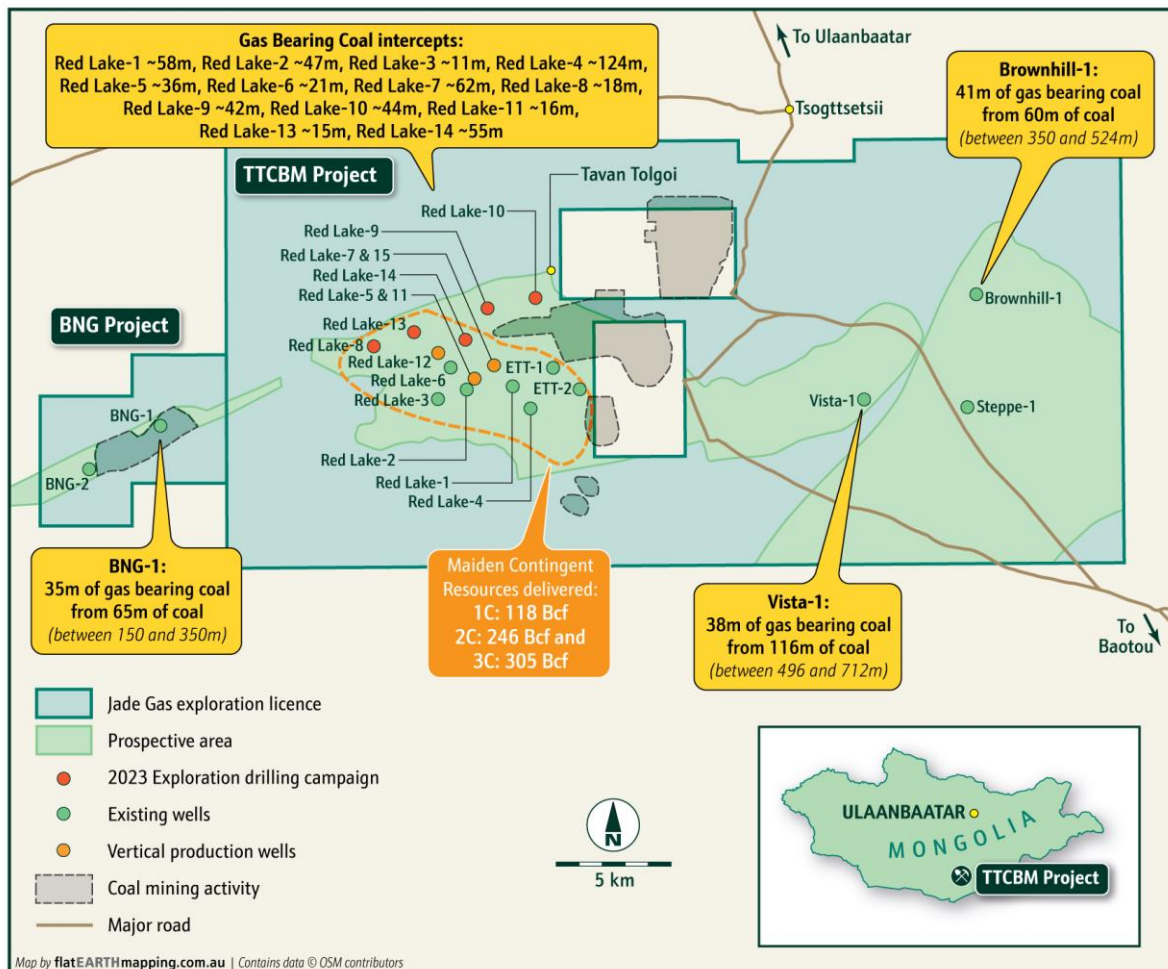 Gas Bearing Coal intercepts:
Red Lake-1 ~58m, Red Lake-2 ~47m, Red Lake-3 ~11m, Red Lake-4 ~124m,
Red Lake-5 ~36m, Red Lake-6 ~21m, Red Lake-7 ~62m, Red Lake-8 ~18m,
Red Lake-9 ~42m, Red Lake-10 ~44m, Red Lake-11 ~16m,
Red Lake-13 ~15m, Red Lake-14 ~55m
To Ulaanbaatar
Tsogttsetsii
Brownhill-1:
41m of gas bearing coal
from 60m of coal
(between 350 and 524m)
TTCBM Project
Tavan Tolgoi
Red Lake-10
Red Lake-9
Red Lake-7 & 15
Red Lake-14
Red Lake-5 & 11
Red Lake-13
Red Lake-8
Red Lake-12
Red Lake-6
Red Lake-3
ETT-1
ETT-2
Brownhill-1
Vista-1
Steppe-1
BNG Project
BNG-1
BNG-2
Red Lake-2
Red Lake-1
Red Lake-4
BNG-1:
35m of gas bearing coal
from 65m of coal
(between 150 and 350m)
Maiden Contingent
Resources delivered:
1C: 118 Bcf
2C: 246 Bcf and
3C: 305 Bcf
Vista-1:
38m of gas bearing coal
from 116m of coal
(between 496 and 712m)
To
Baotou
Jade Gas exploration licence
Prospective area
2023 Exploration drilling campaign
Existing wells
Vertical production wells
Coal mining activity
Major road
N
5 km
ULAANBAATAR
MONGOLIA
TTCBM Project
Map by flatEARTHmapping.com.au | Contains data © OSM contributors